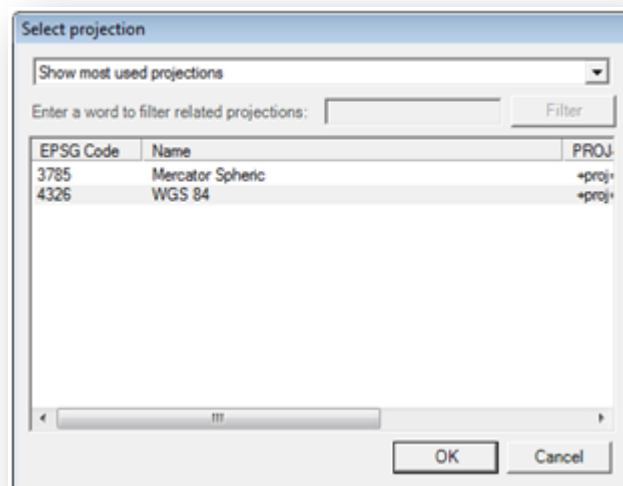 Select projection
Show most used projections
Enter a word to filter related projections: Filter
EPSG Code Name PROJ-
3785 Mercator Spheric +proj
4326 WGS 84 +proj
OK Cancel